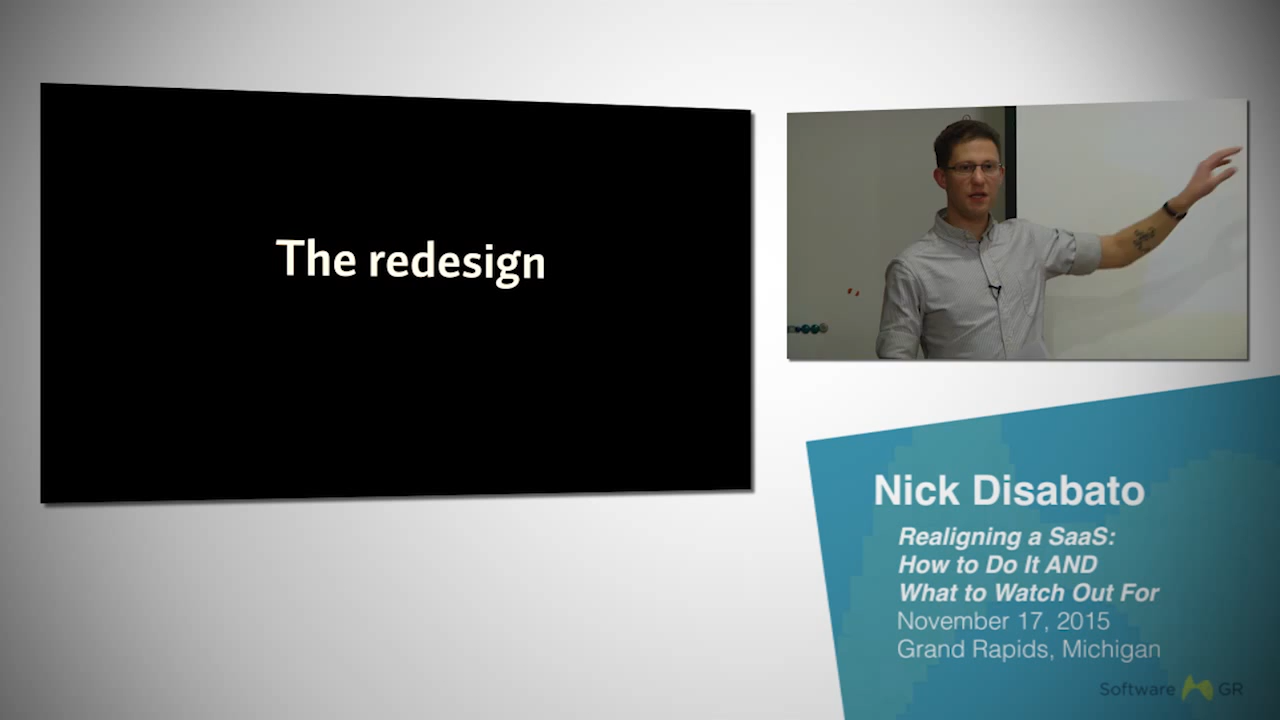 The redesign
Nick Disabato
Realigning a SaaS:
How to Do It AND
What to Watch Out For
November 17, 2015
Grand Rapids, Michigan
Software GR